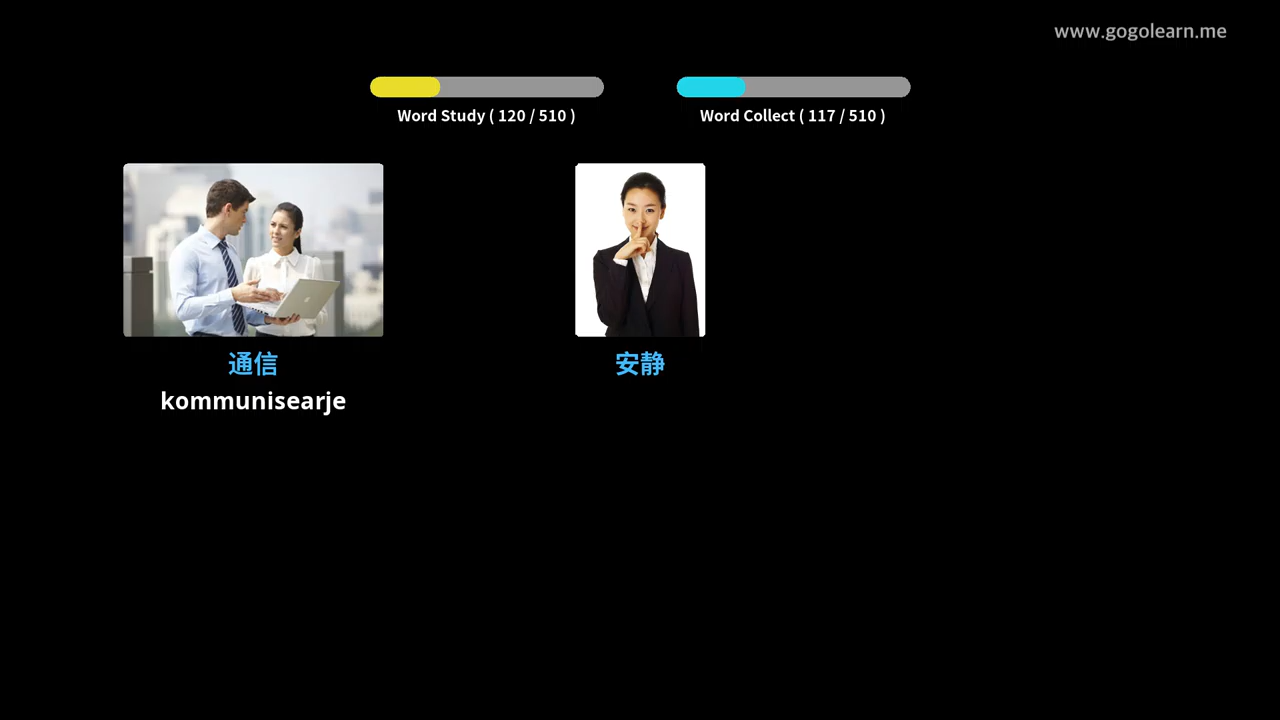 www.gogolearn.me
Word Study ( 120 / 510 )
Word Collect ( 117 / 510 )
通信
安静
kommunisearje